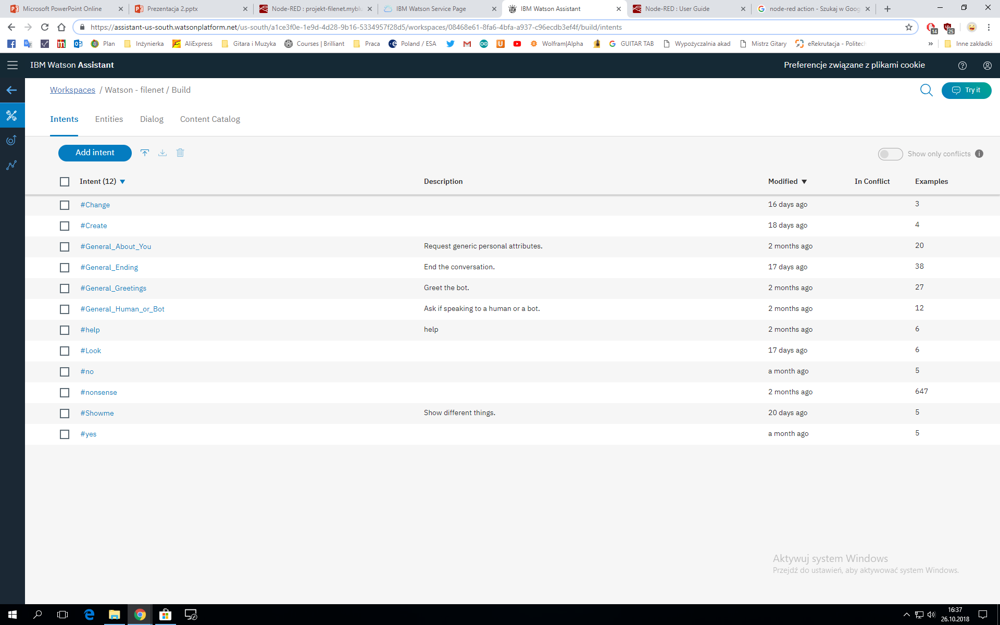 Microsoft PowerPoint Online
Prezentacja 2.pptx
Node-RED : projekt-filenet.myblu
IBM Watson Service Page
IBM Watson Assistant
Node-RED : User Guide
node-red action - Szukaj w Goog
https://assistant-us-south.watsonplatform.net/us-south/a1ce3f0e-1e9d-4d28-9b16-5334957f28d5/workspaces/08468e61-8fa6-4bfa-a937-c96ecdb3ef4f/build/intents
14
25
Plan
Inżynierka
AliExpress
Gitara i Muzyka
Courses | Brilliant
Praca
Poland / ESA
Wolfram|Alpha
GUITAR TAB
Wypożyczalnia akad
Mistrz Gitary
eRekrutacja - Politech
»
Inne zakładki
IBM Watson Assistant
Preferencje związane z plikami cookie
Workspaces / Watson - filenet / Build
Try it
Intents Entities Dialog Content Catalog
Add intent
Show only conflicts
Intent (12) Description Modified In Conflict Examples
#Change 16 days ago 3
#Create 18 days ago 4
#General_About_You Request generic personal attributes. 2 months ago 20
#General_Ending End the conversation. 17 days ago 38
#General_Greetings Greet the bot. 2 months ago 27
#General_Human_or_Bot Ask if speaking to a human or a bot. 2 months ago 12
#help help 2 months ago 6
#Look 17 days ago 6
#no a month ago 5
#nonsense 2 months ago 647
#Showme Show different things. 20 days ago 5
#yes a month ago 5
Aktywuj system Windows
Przejdź do ustawień, aby aktywować system Windows.
16:37
26.10.2018